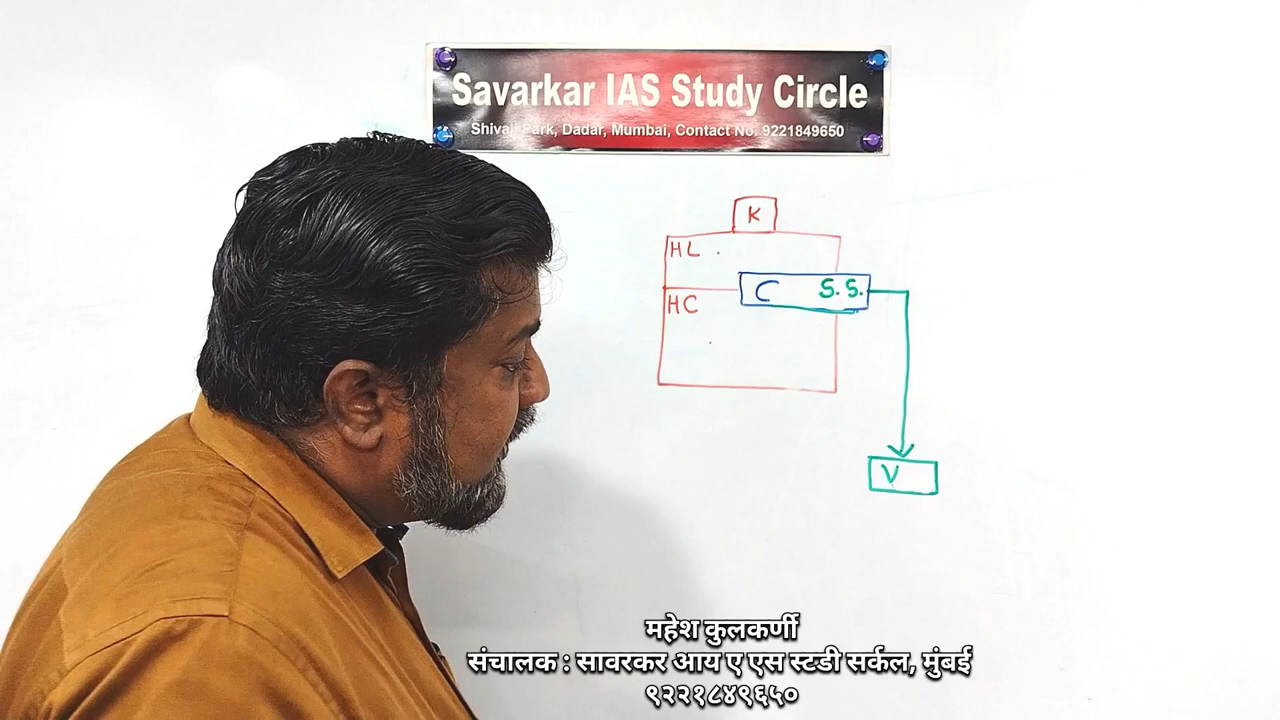 Savarkar IAS Study Circle
Shivaji Park, Dadar, Mumbai, Contact No. 9221849650
K
HL
C S.S.
HC
V
महेश कुलकर्णी
संचालक : सावरकर आय ए एस स्टडी सर्कल, मुंबई
९२२१८४९६५०